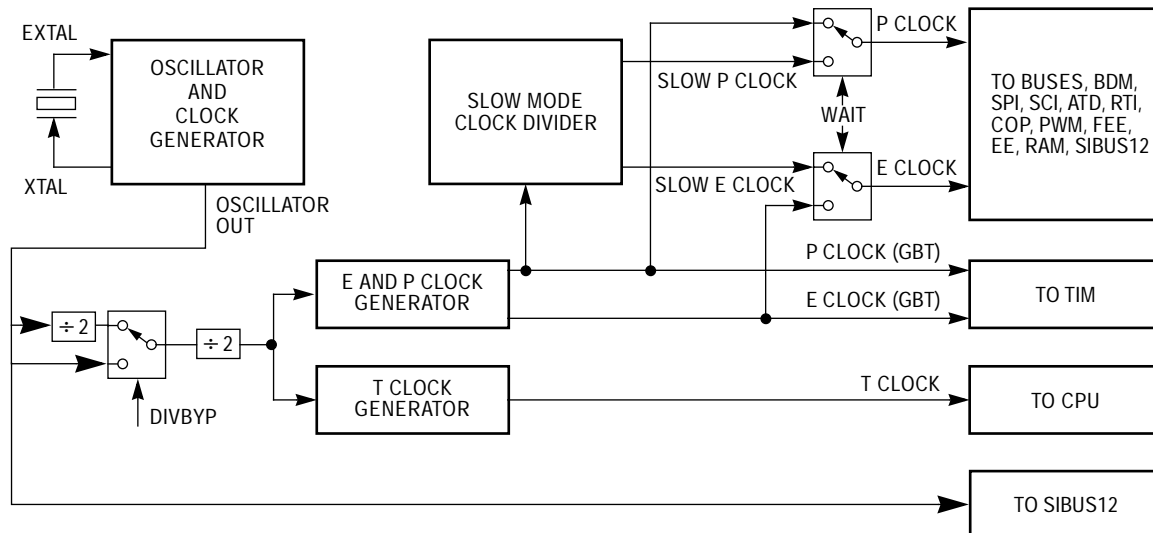 EXTAL
OSCILLATOR
AND
CLOCK
GENERATOR
XTAL
OSCILLATOR
OUT
SLOW MODE
CLOCK DIVIDER
SLOW P CLOCK
SLOW E CLOCK
WAIT
P CLOCK
E CLOCK
TO BUSES, BDM,
SPI, SCI, ATD, RTI,
COP, PWM, FEE,
EE, RAM, SIBUS12
÷ 2
DIVBYP
÷ 2
E AND P CLOCK
GENERATOR
P CLOCK (GBT)
E CLOCK (GBT)
TO TIM
T CLOCK
GENERATOR
T CLOCK
TO CPU
TO SIBUS12